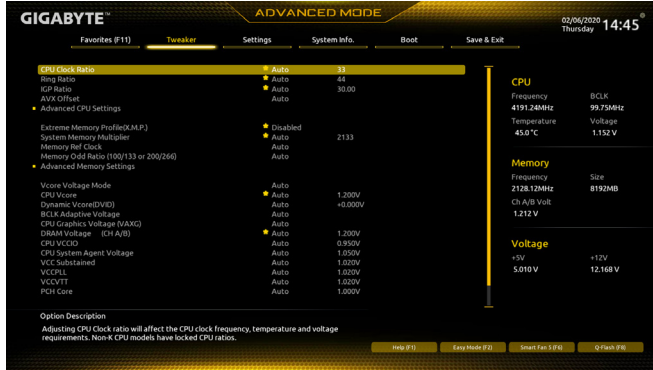 GIGABYTE™
ADVANCED MODE
02/06/2020
Thursday
14:45
Favorites (F11)
Tweaker
Settings
System Info.
Boot
Save & Exit
CPU Clock Ratio Auto 33
Ring Ratio Auto 44
IGP Ratio Auto 30.00
AVX Offset Auto
Advanced CPU Settings
Extreme Memory Profile(X.M.P.) Disabled
System Memory Multiplier Auto 2133
Memory Ref Clock Auto
Memory Odd Ratio (100/133 or 200/266) Auto
Advanced Memory Settings
Vcore Voltage Mode Auto
CPU Vcore Auto 1.200V
Dynamic Vcore(DVID) Auto +0.000V
BCLK Adaptive Voltage Auto
CPU Graphics Voltage (VAXG) Auto
DRAM Voltage (CH A/B) Auto 1.200V
CPU VCCIO Auto 0.950V
CPU System Agent Voltage Auto 1.050V
VCC Substained Auto 1.020V
VCCPLL Auto 1.020V
VCCVTT Auto 1.020V
PCH Core Auto 1.000V
CPU
Frequency BCLK
4191.24MHz 99.75MHz
Temperature Voltage
45.0 °C 1.152 V
Memory
Frequency Size
2128.12MHz 8192MB
Ch A/B Volt
1.212 V
Voltage
+5V +12V
5.010 V 12.168 V
Option Description
Adjusting CPU Clock ratio will affect the CPU clock frequency, temperature and voltage
requirements. Non-K CPU models have locked CPU ratios.
Help (F1)
Easy Mode (F2)
Smart Fan 5 (F6)
Q-Flash (F8)